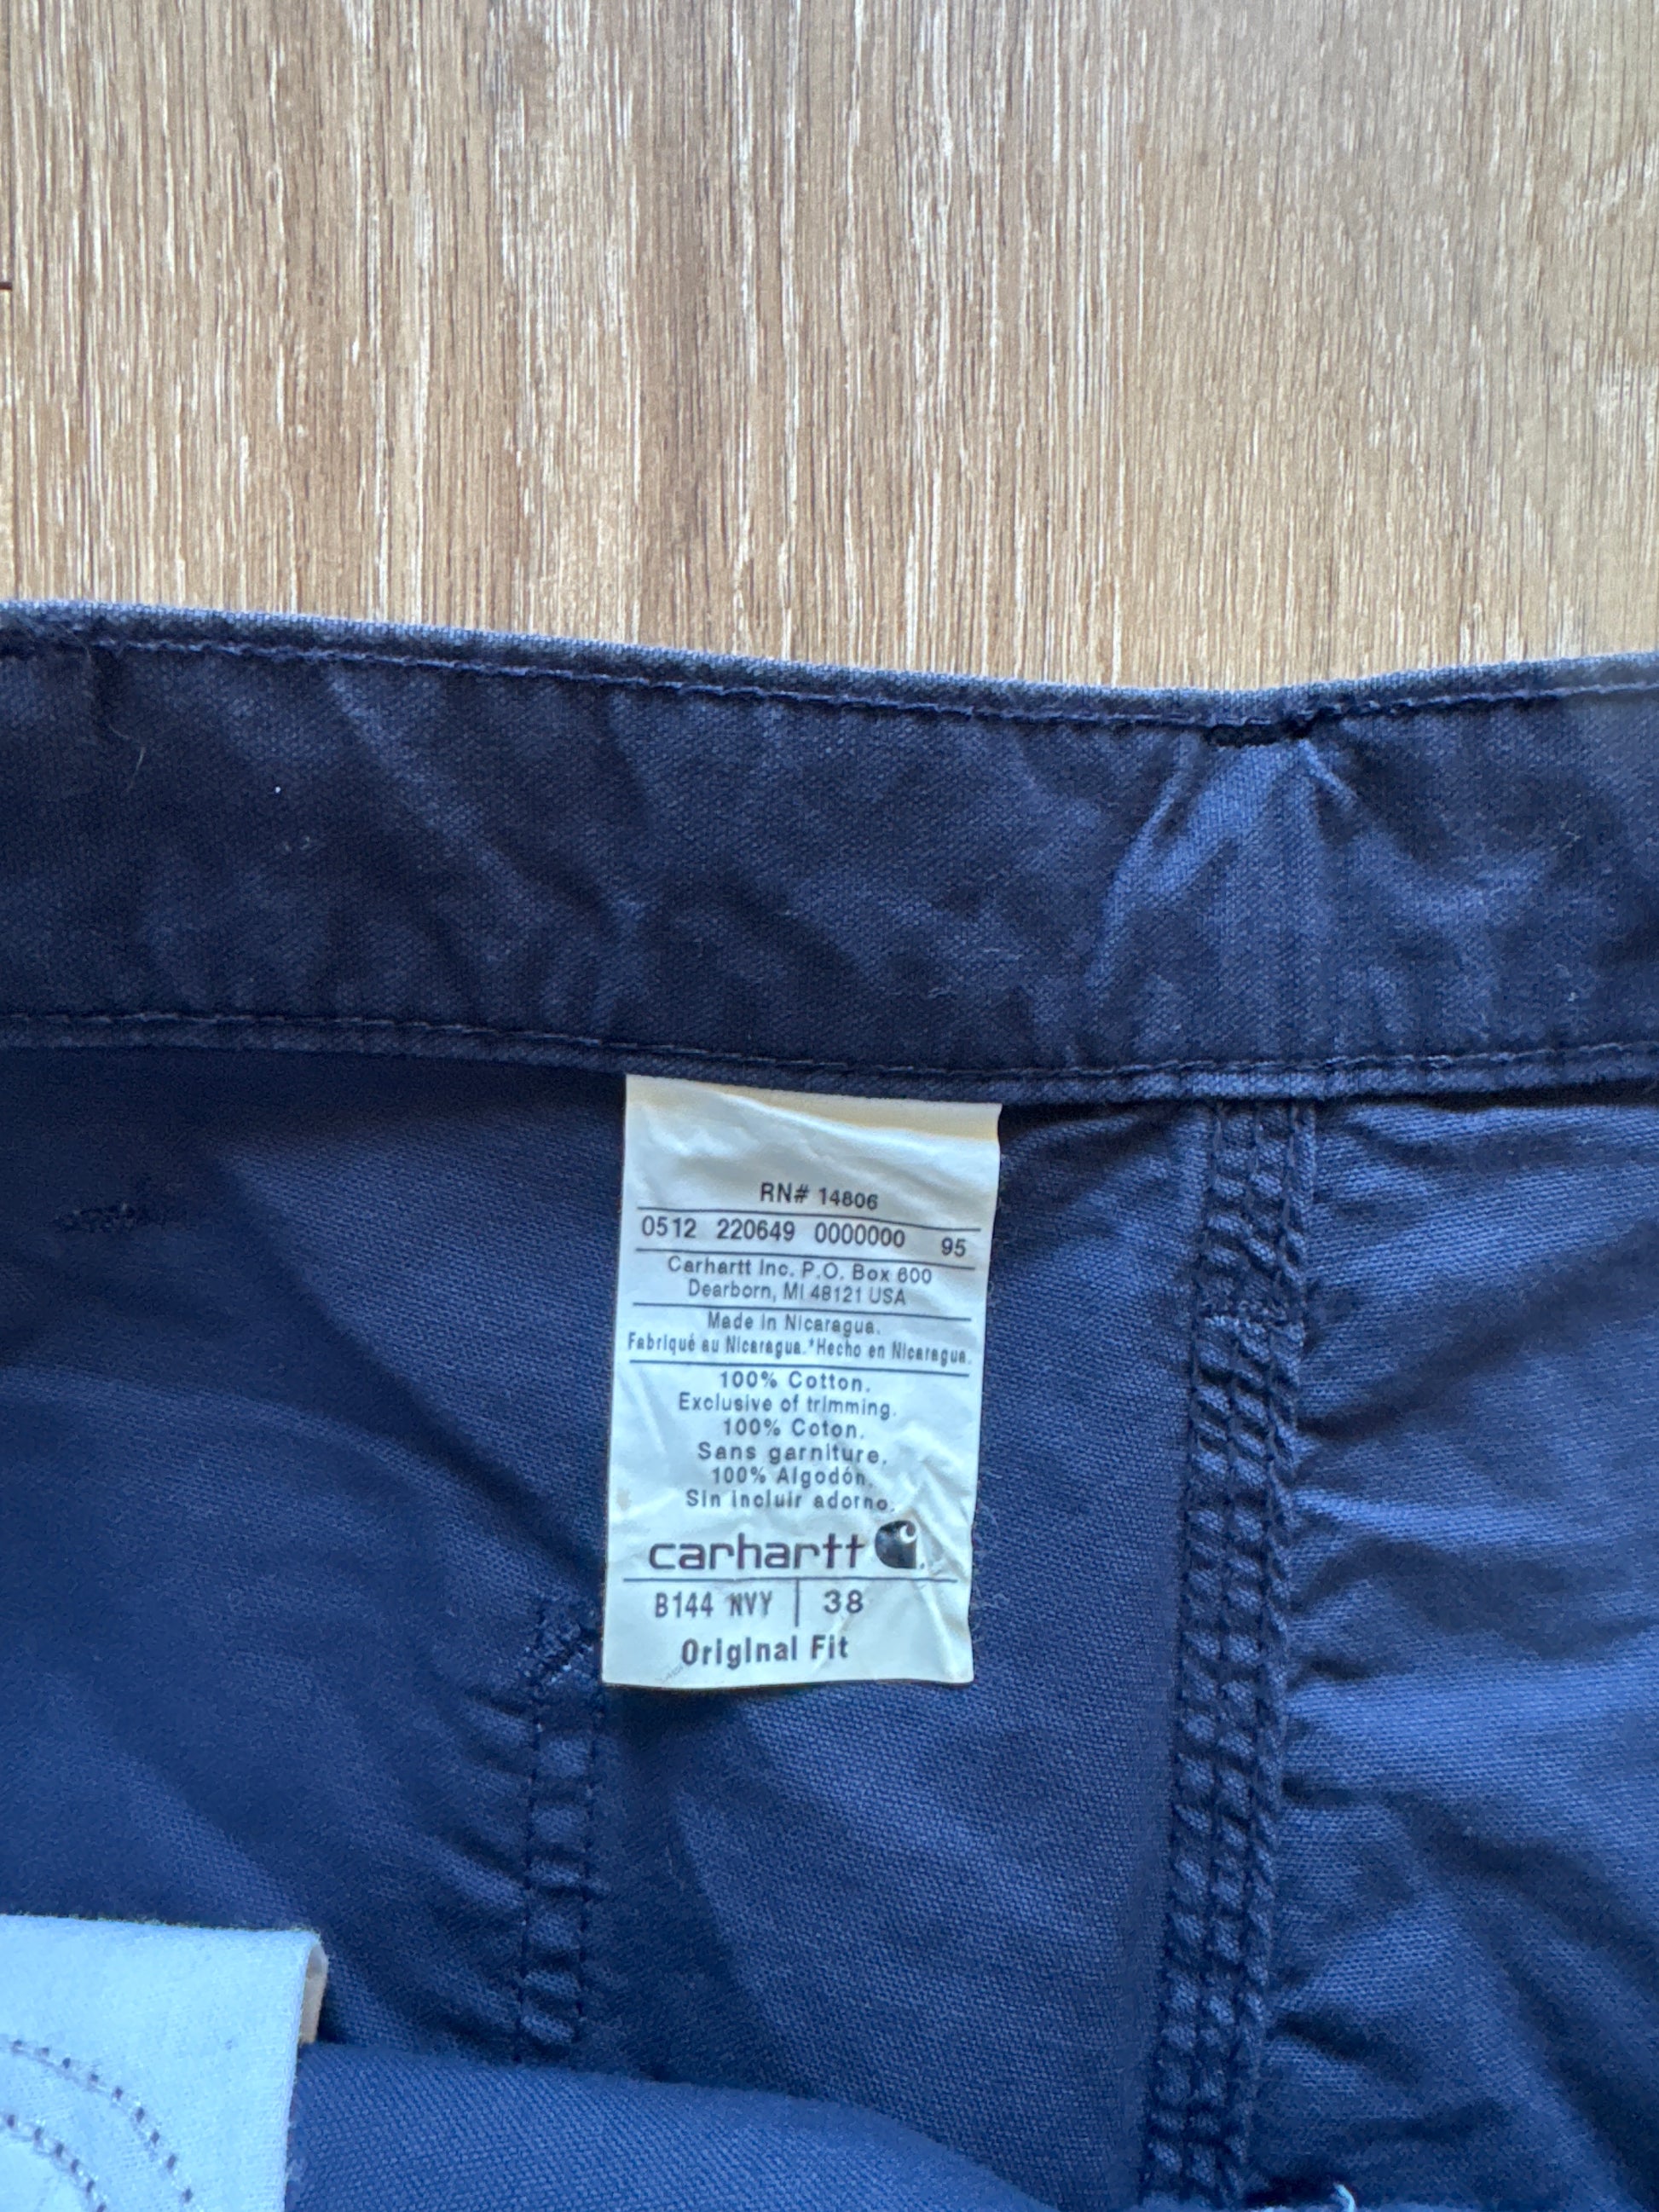 RN# 14806
0512 220649 0000000 95
Carhartt Inc. P.O. Box 600
Dearborn, MI 48121 USA
Made in Nicaragua.
Fabriqué au Nicaragua.*Hecho en Nicaragua.
100% Cotton.
Exclusive of trimming.
100% Coton.
Sans garniture.
100% Algodón.
Sin incluir adorno.
carhartt
B144 NVY | 38
Original Fit